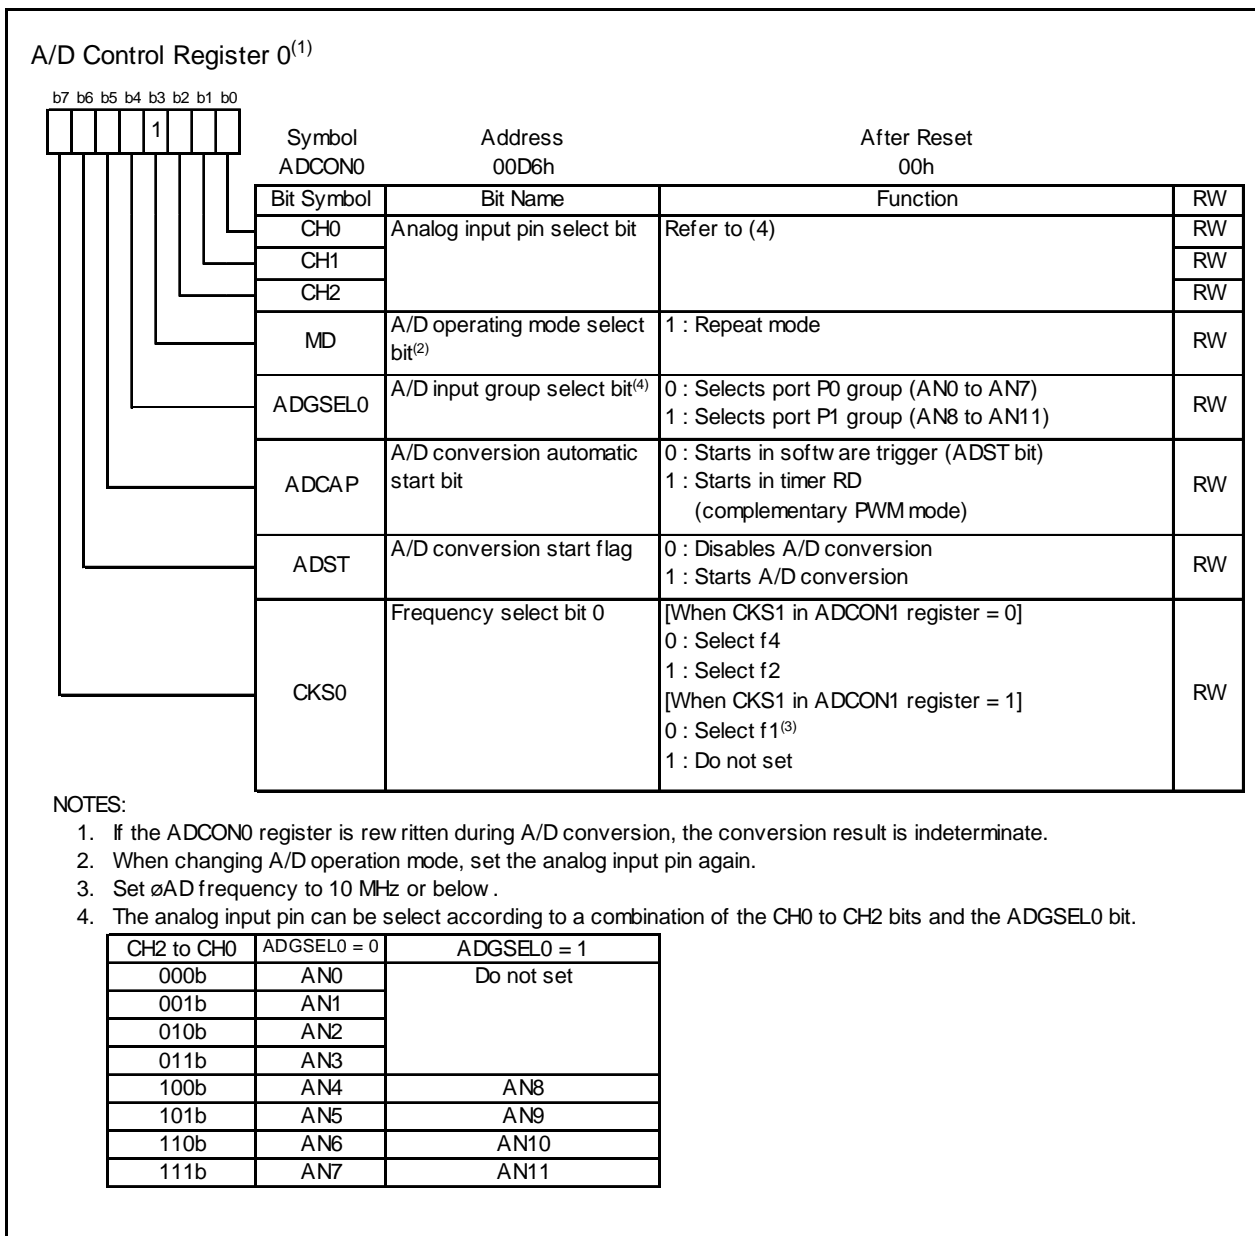 A/D Control Register 0(1)
b7 b6 b5 b4 b3 b2 b1 b0
1
Symbol Address After Reset
ADCON0 00D6h 00h
Bit Symbol Bit Name Function RW
CH0 Analog input pin select bit Refer to (4) RW
CH1 RW
CH2 RW
MD A/D operating mode select bit(2) 1 : Repeat mode RW
ADGSEL0 A/D input group select bit(4) 0 : Selects port P0 group (AN0 to AN7)
1 : Selects port P1 group (AN8 to AN11) RW
ADCAP A/D conversion automatic start bit 0 : Starts in software trigger (ADST bit)
1 : Starts in timer RD
(complementary PWM mode) RW
ADST A/D conversion start flag 0 : Disables A/D conversion
1 : Starts A/D conversion RW
CKS0 Frequency select bit 0 [When CKS1 in ADCON1 register = 0]
0 : Select f4
1 : Select f2
[When CKS1 in ADCON1 register = 1] RW
0 : Select f1(3)
1 : Do not set
NOTES:
1. If the ADCON0 register is rewritten during A/D conversion, the conversion result is indeterminate.
2. When changing A/D operation mode, set the analog input pin again.
3. Set øAD frequency to 10 MHz or below.
4. The analog input pin can be select according to a combination of the CH0 to CH2 bits and the ADGSEL0 bit.
CH2 to CH0 ADGSEL0 = 0 ADGSEL0 = 1
000b AN0 Do not set
001b AN1
010b AN2
011b AN3
100b AN4 AN8
101b AN5 AN9
110b AN6 AN10
111b AN7 AN11